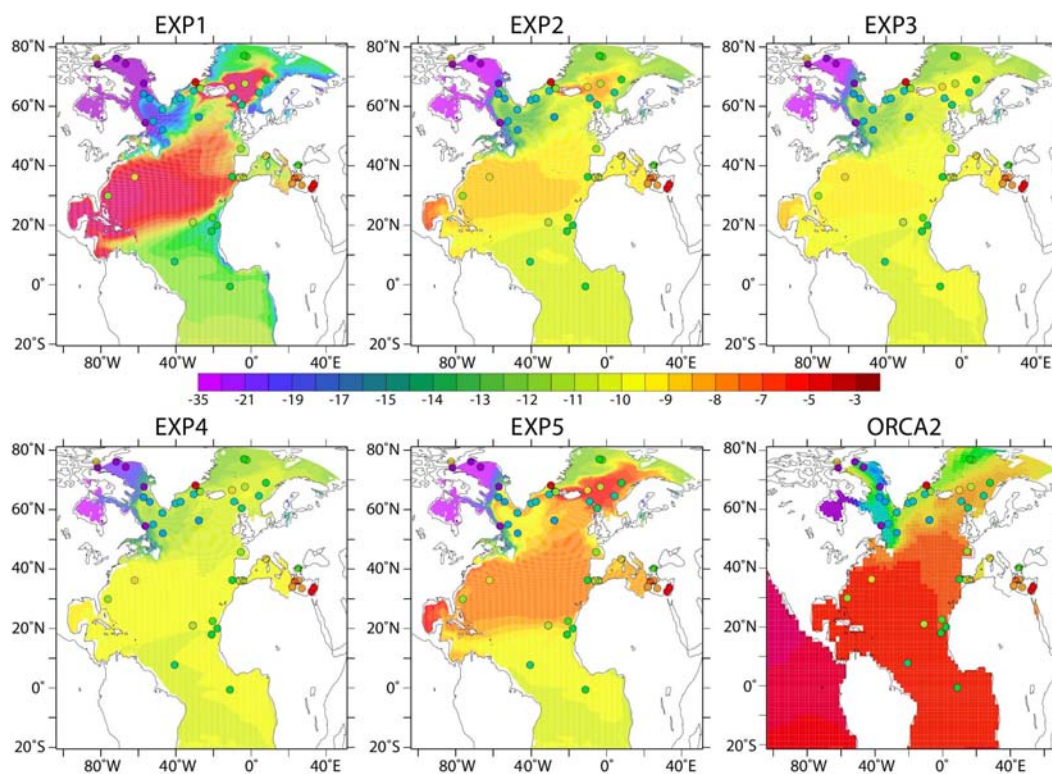 EXP1 EXP2 EXP3
80°N 80°N 80°N
60°N 60°N 60°N
40°N 40°N 40°N
20°N 20°N 20°N
0° 0° 0°
20°S 20°S 20°S
80°W 40°W 0°E 40°E 80°W 40°W 0°E 40°E 80°W 40°W 0°E 40°E
-35 -21 -19 -17 -15 -14 -13 -12 -11 -10 -9 -8 -7 -5 -3
EXP4 EXP5 ORCA2
80°N 80°N 80°N
60°N 60°N 60°N
40°N 40°N 40°N
20°N 20°N 20°N
0° 0° 0°
20°S 20°S 20°S
80°W 40°W 0°E 40°E 80°W 40°W 0°E 40°E 80°W 40°W 0°E 40°E